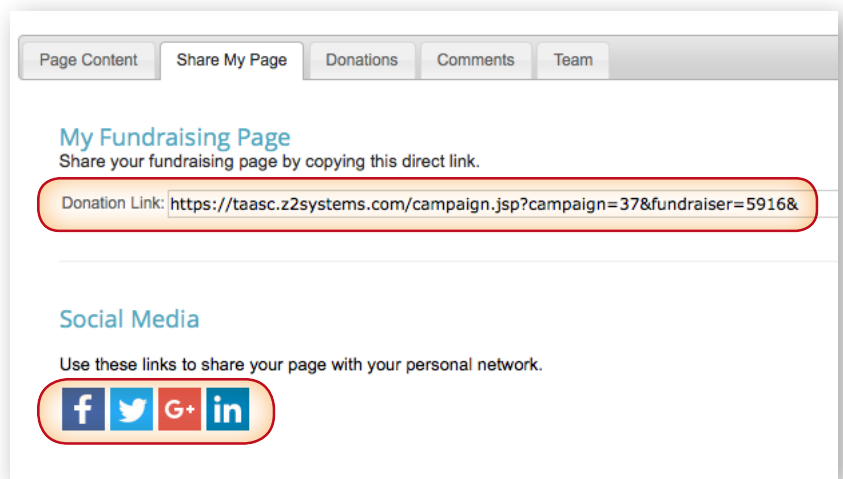 Page Content Share My Page Donations Comments Team
My Fundraising Page
Share your fundraising page by copying this direct link.
Donation Link: https://taasc.z2systems.com/campaign.jsp?campaign=37&fundraiser=5916&
Social Media
Use these links to share your page with your personal network.
f G+ in